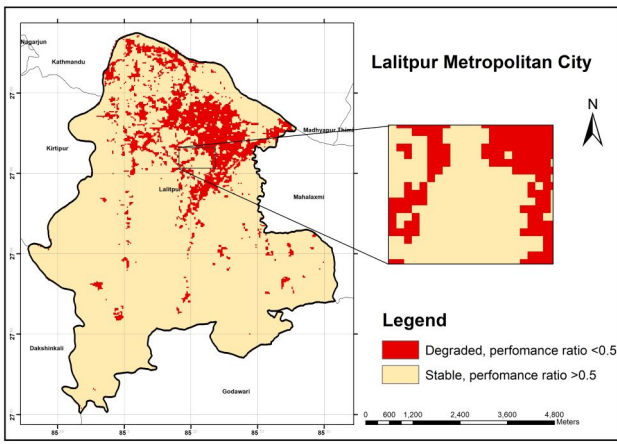 Nagarjun
Kathmandu
Lalitpur Metropolitan City
N
27
Madhyapur Thimi
Kirtipur
27
Lalitpur
Mahalaxmi
27
Legend
Degraded, perfomance ratio <0.5
27
Dakshinkali
Stable, perfomance ratio >0.5
Godawari
27
0 600 1,200 2,400 3,600 4,800
Meters
85 85 85 85